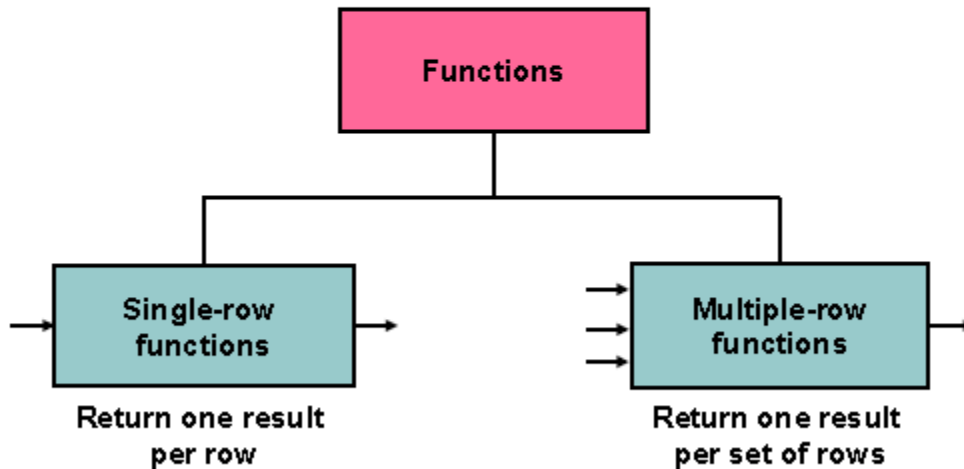 Functions
Single-row
functions
Multiple-row
functions
Return one result
per row
Return one result
per set of rows